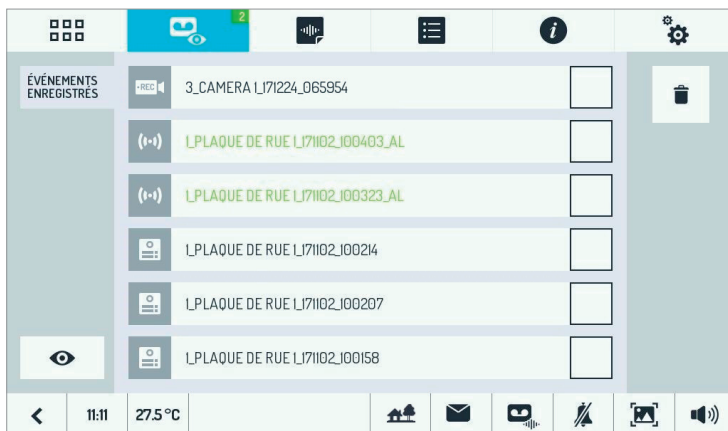 2
i
ÉVÉNEMENTS
ENREGISTRÉS
•REC
3_CAMERA 1_171224_065954
1_PLAQUE DE RUE 1_171102_100403_AL
1_PLAQUE DE RUE 1_171102_100323_AL
1_PLAQUE DE RUE 1_171102_100214
1_PLAQUE DE RUE 1_171102_100207
1_PLAQUE DE RUE 1_171102_100158
11:11
27.5 °C